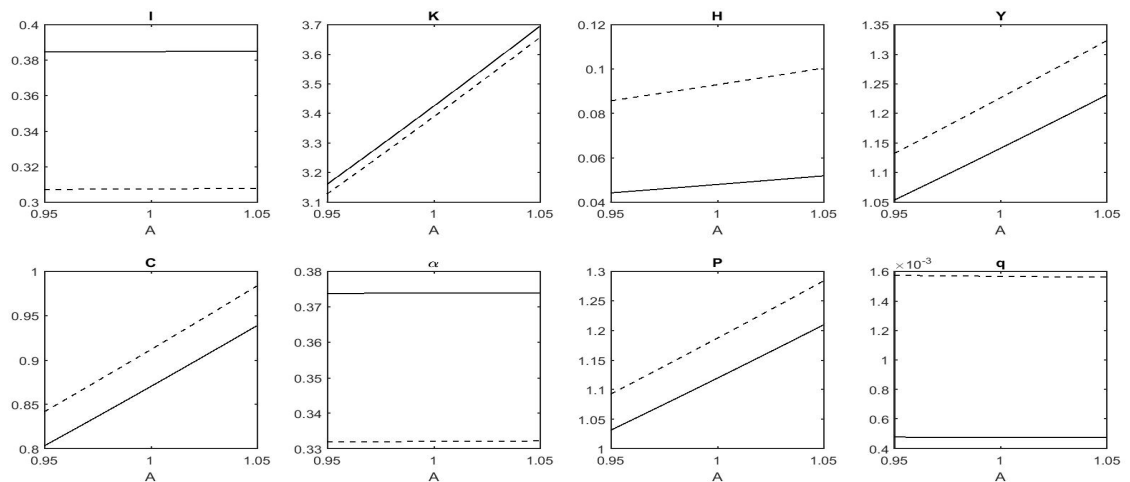 I
0.4
0.38
0.36
0.34
0.32
0.3
0.95 1 1.05
A
K
3.7
3.6
3.5
3.4
3.3
3.2
3.1
0.95 1 1.05
A
H
0.12
0.1
0.08
0.06
0.04
0.95 1 1.05
A
Y
1.35
1.3
1.25
1.2
1.15
1.1
1.05
0.95 1 1.05
A
C
1
0.95
0.9
0.85
0.8
0.95 1 1.05
A
α
0.38
0.37
0.36
0.35
0.34
0.33
0.95 1 1.05
A
P
1.3
1.25
1.2
1.15
1.1
1.05
1
0.95 1 1.05
A
q
×10⁻³
1.6
1.4
1.2
1
0.8
0.6
0.4
0.95 1 1.05
A